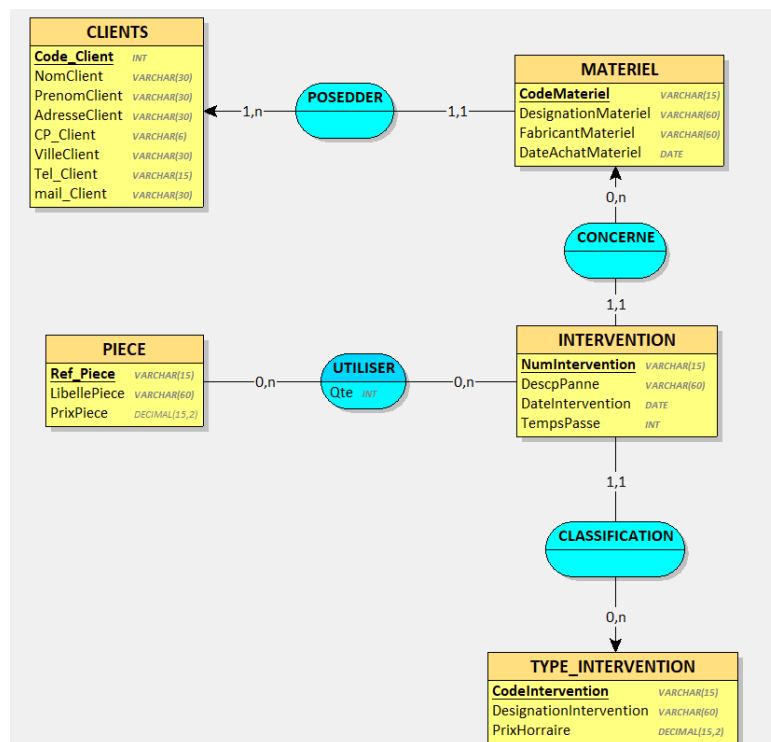 CLIENTS
Code_Client INT
NomClient VARCHAR(30)
PrenomClient VARCHAR(30)
AdresseClient VARCHAR(30)
CP_Client VARCHAR(6)
VilleClient VARCHAR(30)
Tel_Client VARCHAR(15)
mail_Client VARCHAR(30)
1,n
POSEDDER
1,1
MATERIEL
CodeMateriel VARCHAR(15)
DesignationMateriel VARCHAR(60)
FabricantMateriel VARCHAR(60)
DateAchatMateriel DATE
0,n
CONCERNE
1,1
PIECE
Ref_Piece VARCHAR(15)
LibellePiece VARCHAR(60)
PrixPiece DECIMAL(15,2)
0,n
UTILISER
Qte INT
0,n
INTERVENTION
NumIntervention VARCHAR(15)
DescpPanne VARCHAR(60)
DateIntervention DATE
TempsPasse INT
1,1
CLASSIFICATION
0,n
TYPE_INTERVENTION
CodeIntervention VARCHAR(15)
DesignationIntervention VARCHAR(60)
PrixHorraire DECIMAL(15,2)